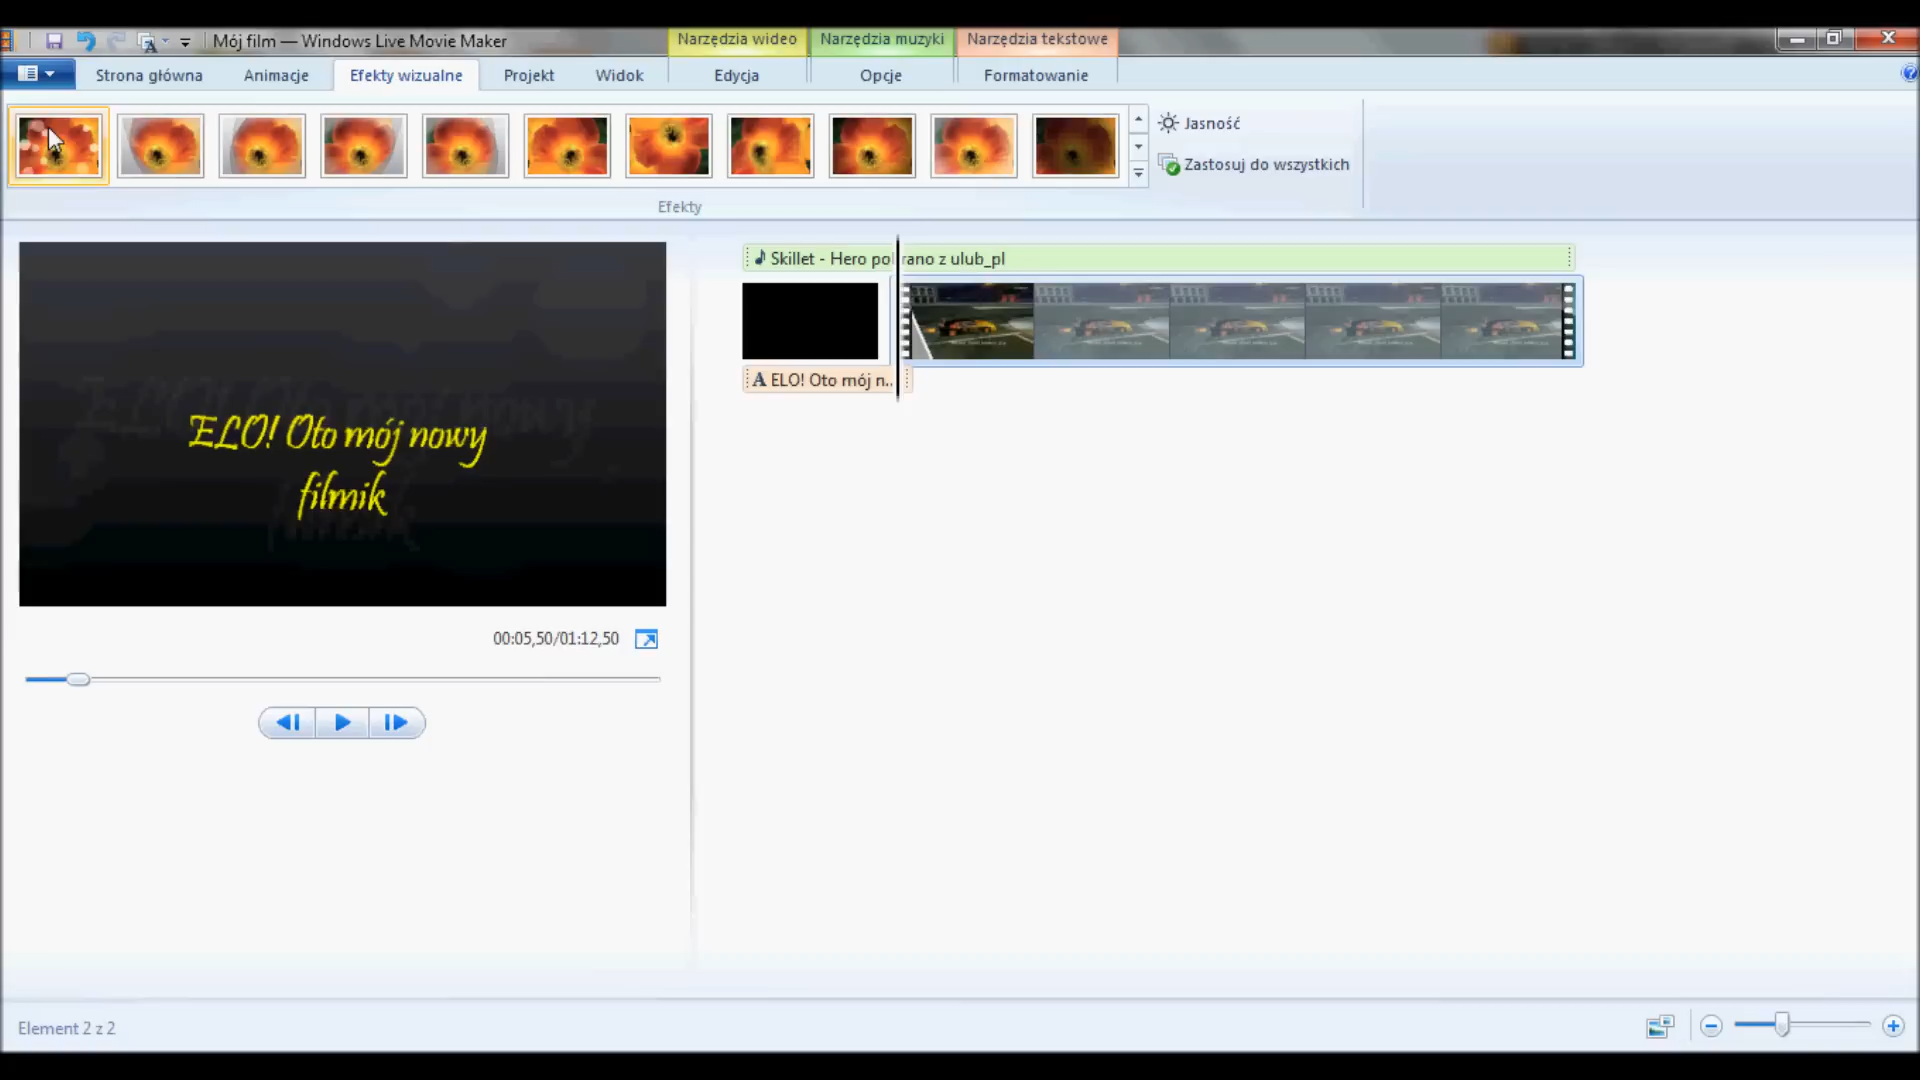 Mój film — Windows Live Movie Maker
Narzędzia wideo
Narzędzia muzyki
Narzędzia tekstowe
Strona główna
Animacje
Efekty wizualne
Projekt
Widok
Edycja
Opcje
Formatowanie
Jasność
Zastosuj do wszystkich
Efekty
Skillet - Hero po rano z ulub_pl
A ELO! Oto mój n..
ELO! Oto mój nowy
filmik
00:05,50/01:12,50
Element 2 z 2